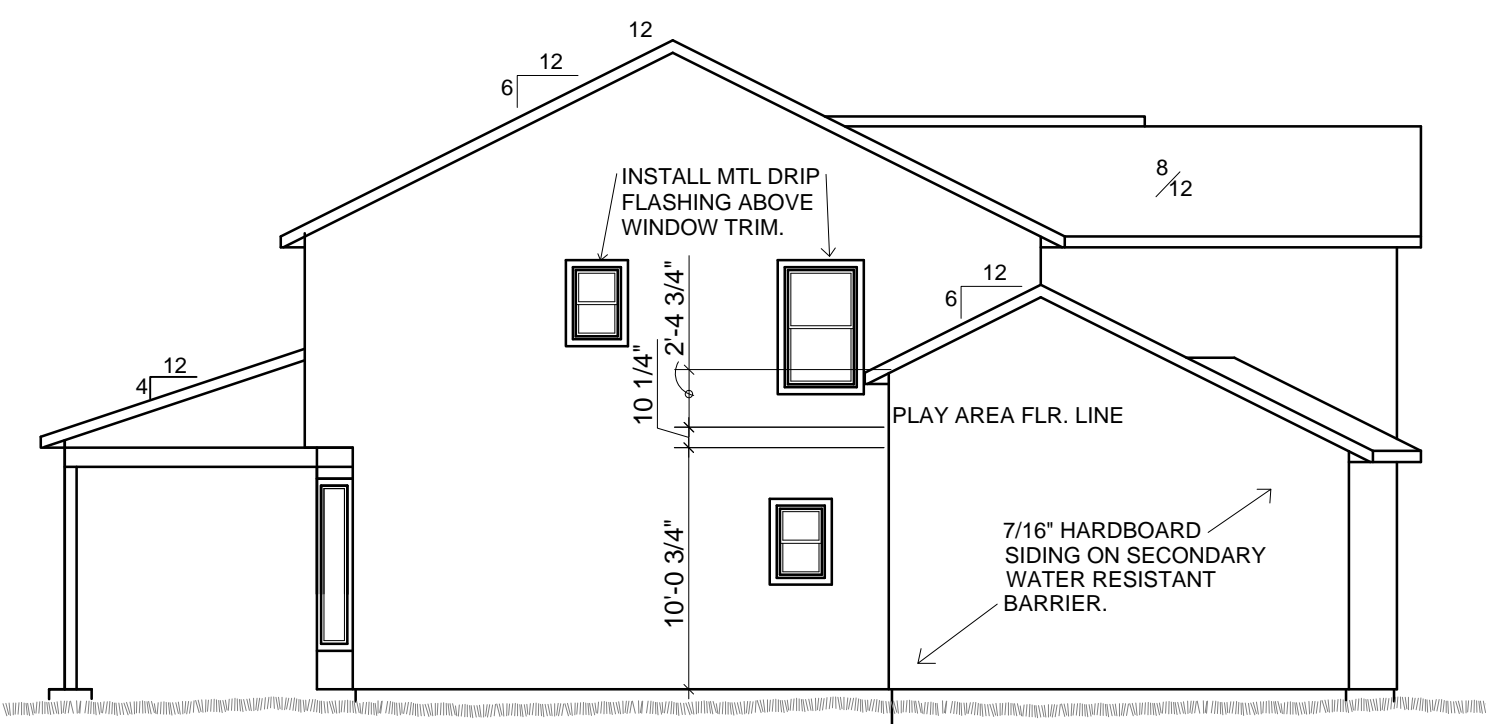 12
12
6
8/12
INSTALL MTL DRIP
FLASHING ABOVE
WINDOW TRIM.
12
6
2'-4 3/4"
10 1/4"
12
4
PLAY AREA FLR. LINE
10'-0 3/4"
7/16" HARDBOARD
SIDING ON SECONDARY
WATER RESISTANT
BARRIER.